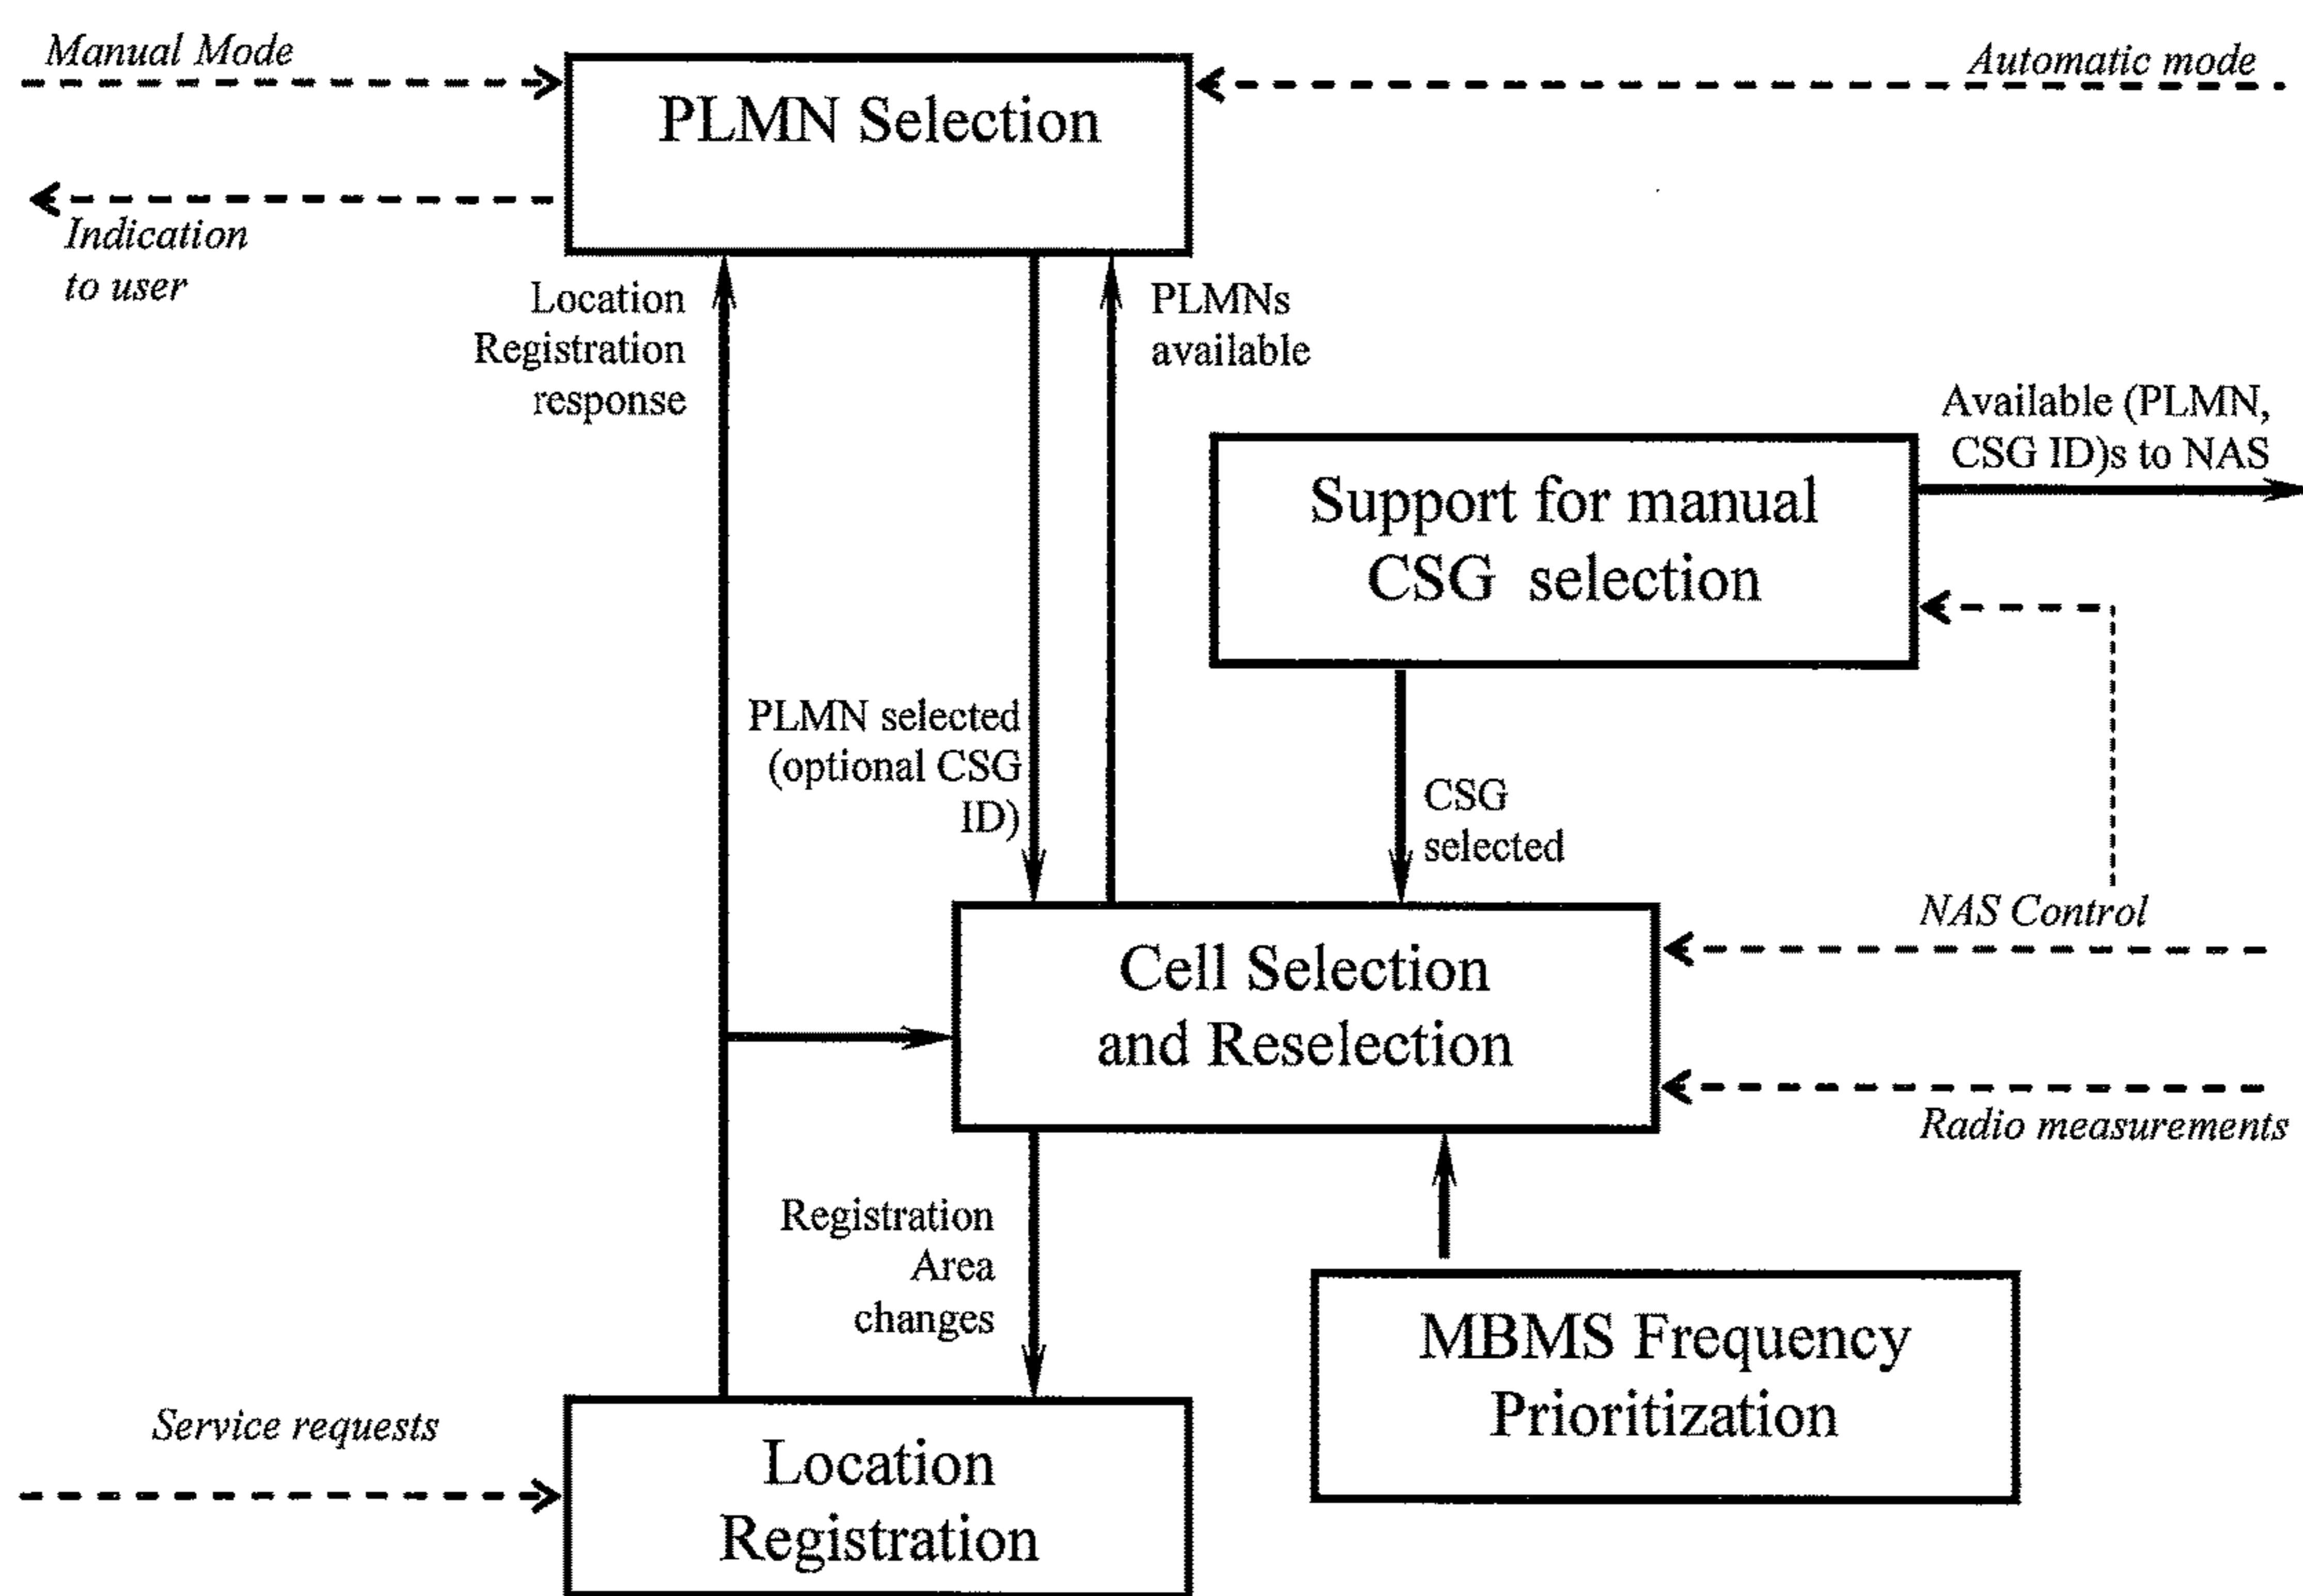 Manual Mode
Automatic mode
PLMN Selection
Indication
to user
Location
Registration
response
PLMNs
available
Available (PLMN,
CSG ID)s to NAS
Support for manual
CSG selection
PLMN selected
(optional CSG
ID)
CSG
selected
NAS Control
Cell Selection
and Reselection
Radio measurements
Registration
Area
changes
MBMS Frequency
Prioritization
Service requests
Location
Registration